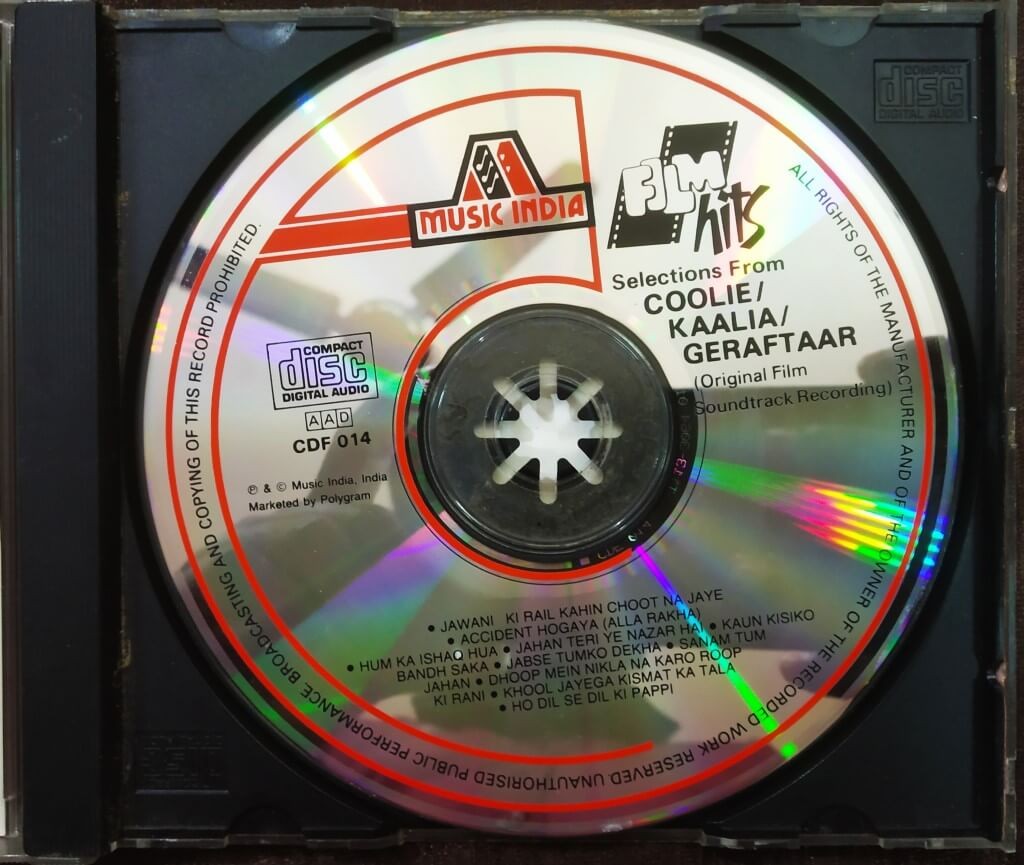 COMPACT
disc
DIGITAL AUDIO
MUSIC INDIA
FILM
hits
Selections From
COOLIE/
KAALIA/
GERAFTAAR
(Original Film
Soundtrack Recording)
COMPACT
disc
DIGITAL AUDIO
AAD
CDF 014
℗ & © Music India, India
Marketed by Polygram
• JAWANI KI RAIL KAHIN CHOOT NA JAYE
• ACCIDENT HOGAYA (ALLA RAKHA)
• HUM KA ISHAQ HUA • JAHAN TERI YE NAZAR HAI • KAUN KISIKO
BANDH SAKA • JABSE TUMKO DEKHA • SANAM TUM
JAHAN • DHOOP MEIN NIKLA NA KARO ROOP
KI RANI • KHOOL JAYEGA KISMAT KA TALA
• HO DIL SE DIL KI PAPPI
ALL RIGHTS OF THE MANUFACTURER AND OF THE OWNER OF THE RECORDED WORK RESERVED UNAUTHORISED PUBLIC PERFORMANCE BROADCASTING AND COPYING OF THIS RECORD PROHIBITED.